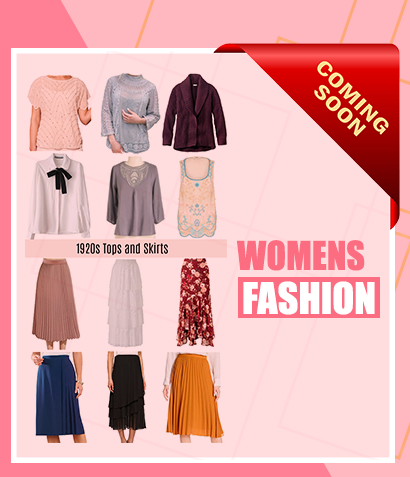 COMING
SOON
1920s Tops and Skirts
WOMENS
FASHION